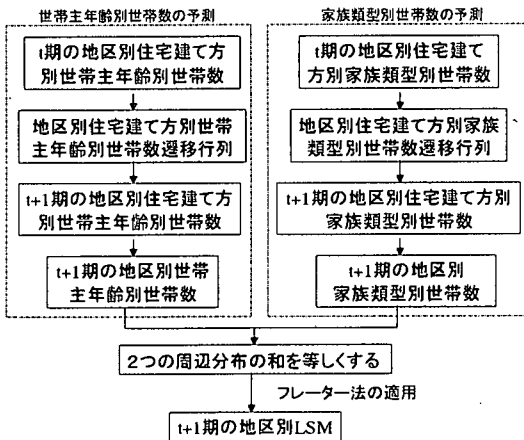 世帯主年齢別世帯数の予測
t期の地区別住宅建て方
別世帯主年齢別世帯数
地区別住宅建て方別世帯
主年齢別世帯数遷移行列
t+1期の地区別住宅建て方
別世帯主年齢別世帯数
t+1期の地区別世帯
主年齢別世帯数
家族類型別世帯数の予測
t期の地区別住宅建て
方別家族類型別世帯数
地区別住宅建て方別家族
類型別世帯数遷移行列
t+1期の地区別住宅建て方別
家族類型別世帯数
t+1期の地区別
家族類型別世帯数
2つの周辺分布の和を等しくする
フレーター法の適用
t+1期の地区別LSM